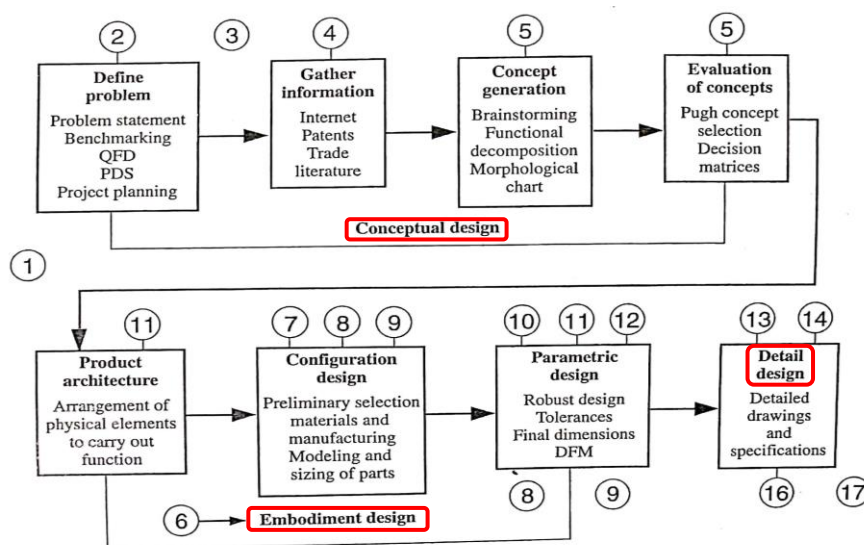 2
3
4
5
5
Define
problem
Problem statement
Benchmarking
QFD
PDS
Project planning
Gather
information
Internet
Patents
Trade
literature
Concept
generation
Brainstorming
Functional
decomposition
Morphological
chart
Evaluation
of concepts
Pugh concept
selection
Decision
matrices
Conceptual design
1
11
7
8
9
10
11
12
13
14
Product
architecture
Arrangement of
physical elements
to carry out
function
Configuration
design
Preliminary selection
materials and
manufacturing
Modeling and
sizing of parts
Parametric
design
Robust design
Tolerances
Final dimensions
DFM
Detail
design
Detailed
drawings
and
specifications
8
9
16
17
6
Embodiment design